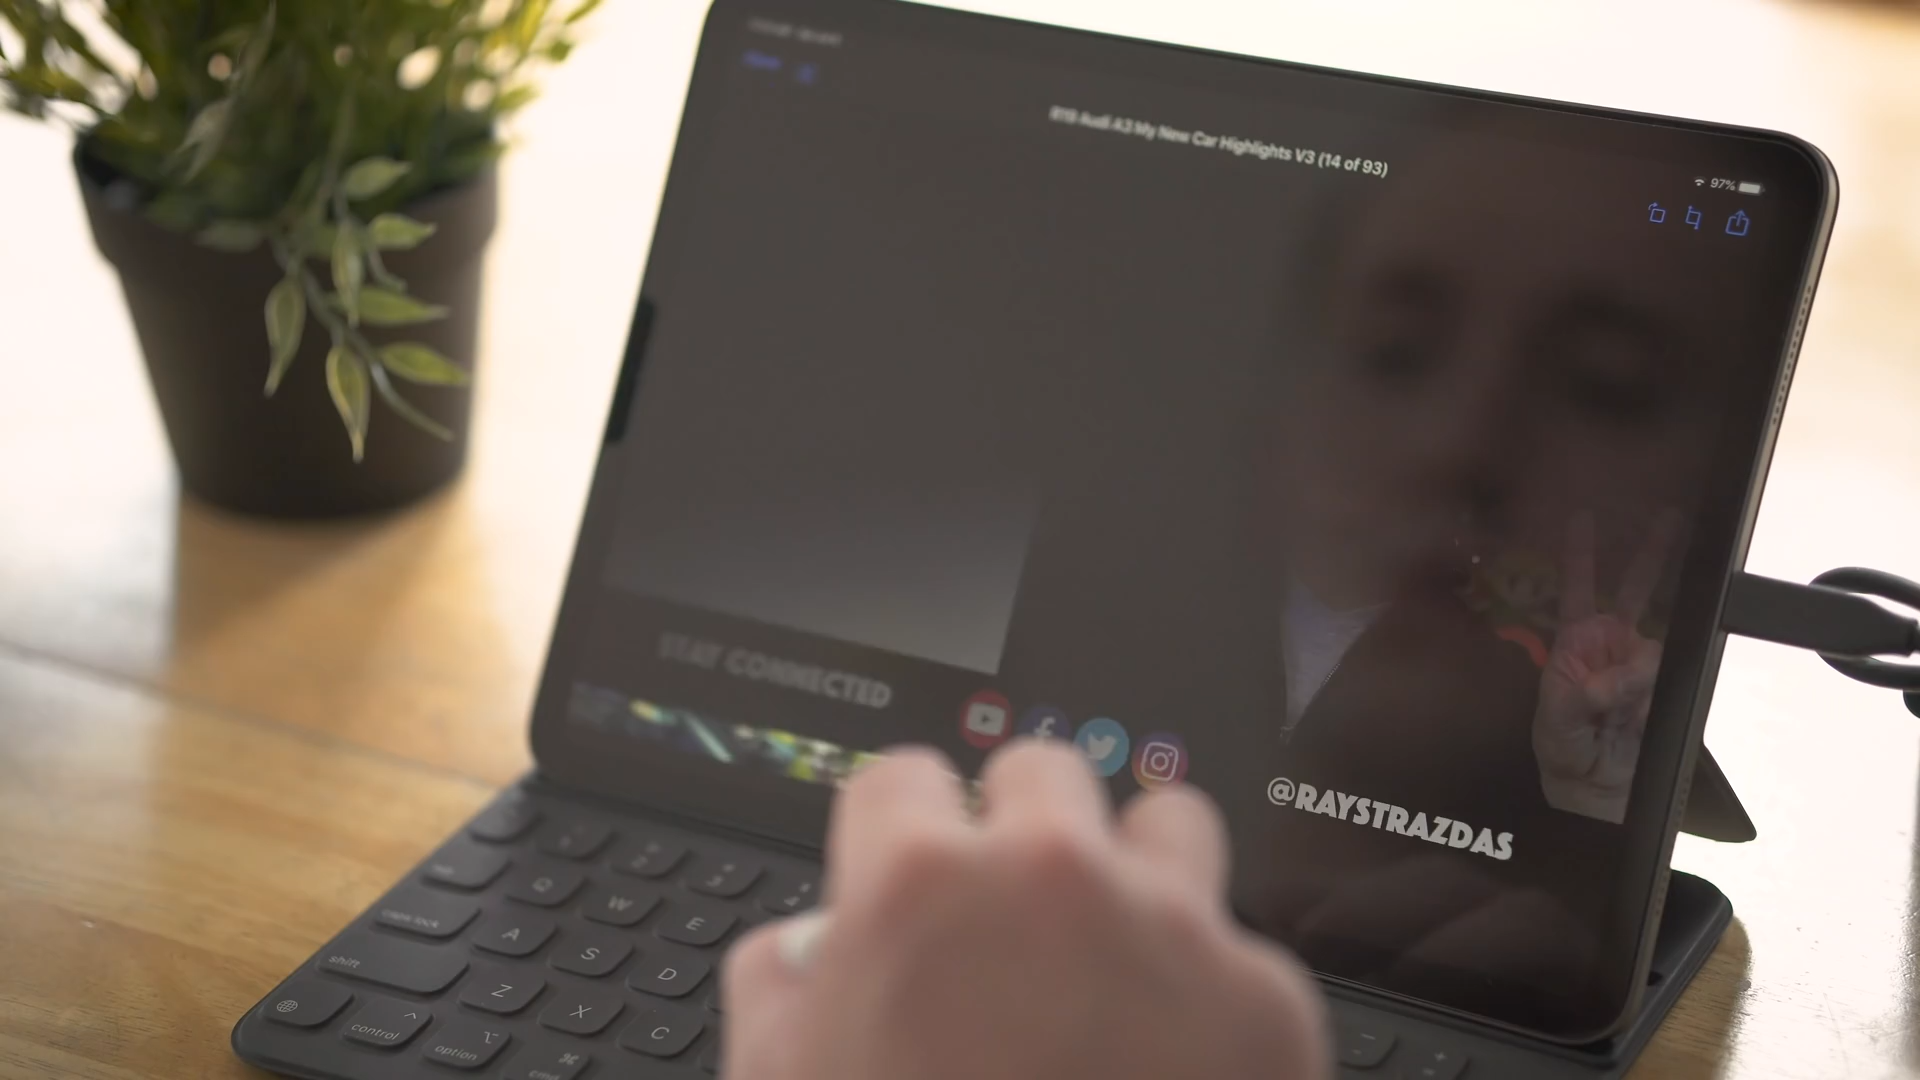 R19 Audi A3 My New Car Highlights V3 (14 of 93)
97%
STAY CONNECTED
@RAYSTRAZDAS
Q
W
E
caps lock
A
S
D
shift
Z
X
C
control
option
cmd